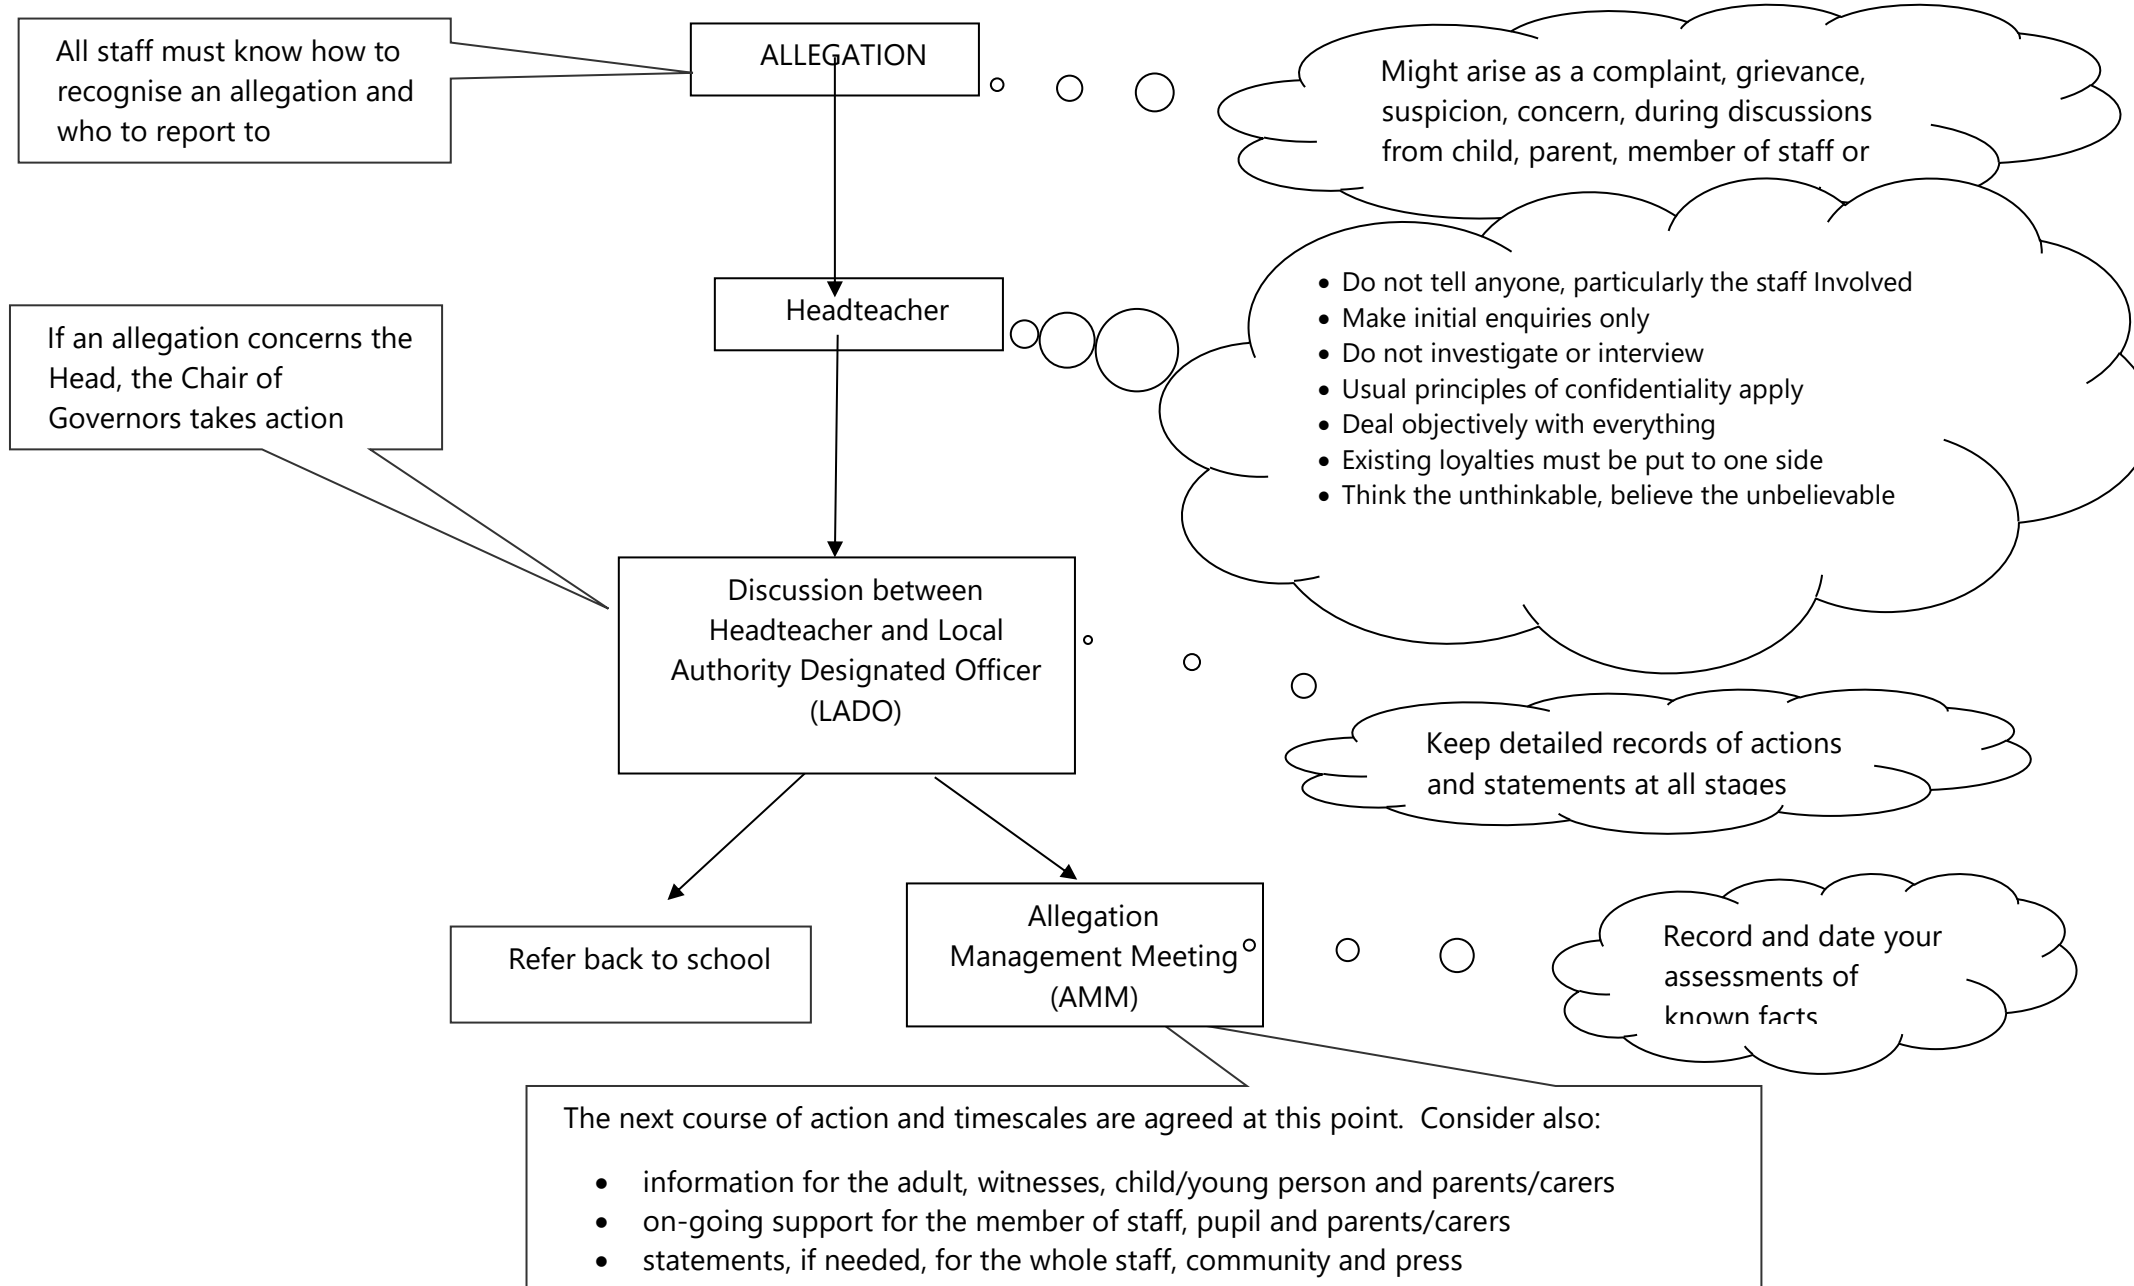 All staff must know how to
recognise an allegation and
who to report to
ALLEGATION
Might arise as a complaint, grievance,
suspicion, concern, during discussions
from child, parent, member of staff or
Headteacher
• Do not tell anyone, particularly the staff Involved
• Make initial enquiries only
• Do not investigate or interview
• Usual principles of confidentiality apply
• Deal objectively with everything
• Existing loyalties must be put to one side
• Think the unthinkable, believe the unbelievable
If an allegation concerns the
Head, the Chair of
Governors takes action
Discussion between
Headteacher and Local
Authority Designated Officer
(LADO)
Keep detailed records of actions
and statements at all stages
Refer back to school
Allegation
Management Meeting
(AMM)
Record and date your
assessments of
known facts
The next course of action and timescales are agreed at this point.  Consider also:
• information for the adult, witnesses, child/young person and parents/carers
• on-going support for the member of staff, pupil and parents/carers
• statements, if needed, for the whole staff, community and press